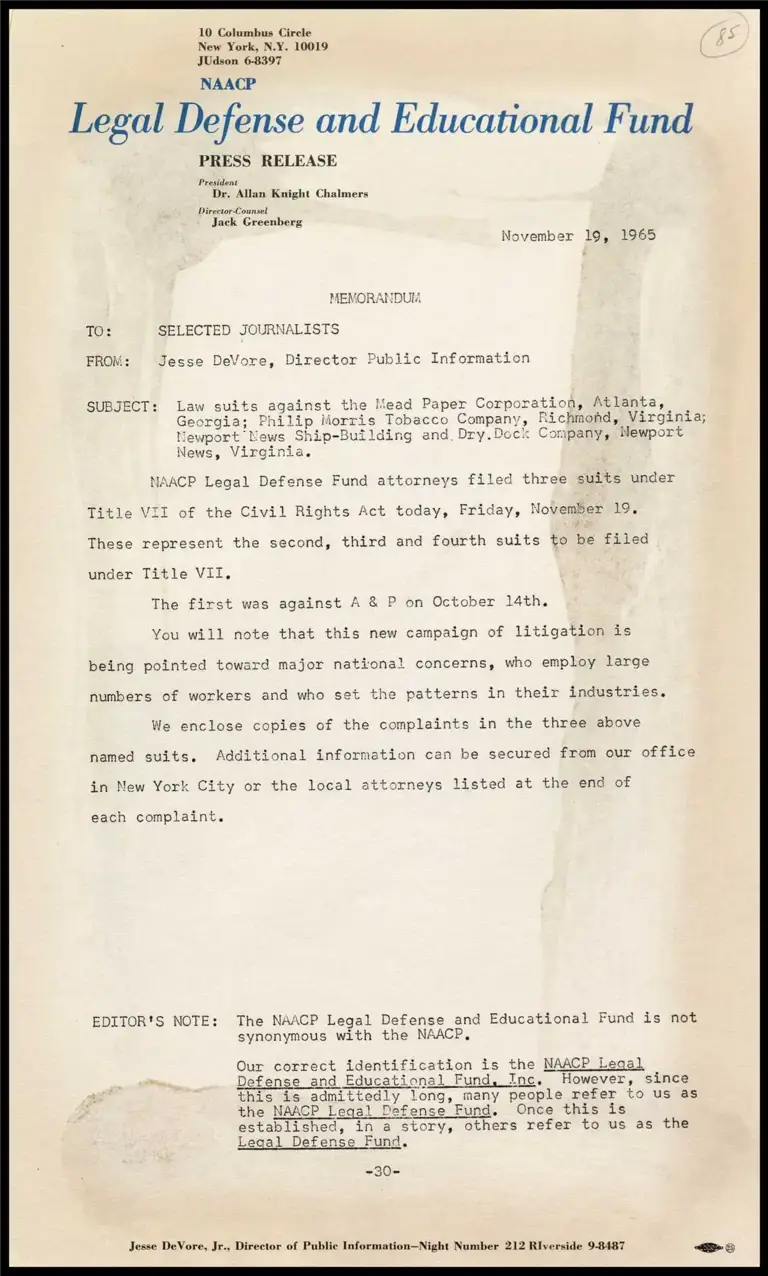 85
10 Columbus Circle
New York, N.Y. 10019
JUdson 6-8397
NAACP
Legal Defense and Educational Fund
PRESS RELEASE
President
Dr. Allan Knight Chalmers
Director-Counsel
Jack Greenberg
November 19, 1965
MEMORANDUM
TO: SELECTED JOURNALISTS
FROM: Jesse DeVore, Director Public Information
SUBJECT: Law suits against the Mead Paper Corporation, Atlanta,
Georgia; Philip Morris Tobacco Company, Richmond, Virginia;
Newport News Ship-Building and Dry.Dock Company, Newport
News, Virginia.
NAACP Legal Defense Fund attorneys filed three suits under
Title VII of the Civil Rights Act today, Friday, November 19.
These represent the second, third and fourth suits to be filed
under Title VII.
The first was against A & P on October 14th.
You will note that this new campaign of litigation is
being pointed toward major national concerns, who employ large
numbers of workers and who set the patterns in their industries.
We enclose copies of the complaints in the three above
named suits. Additional information can be secured from our office
in New York City or the local attorneys listed at the end of
each complaint.
EDITOR'S NOTE: The NAACP Legal Defense and Educational Fund is not
synonymous with the NAACP.
Our correct identification is the NAACP Legal
Defense and Educational Fund, Inc. However, since
this is admittedly long, many people refer to us as
the NAACP Legal Defense Fund. Once this is
established, in a story, others refer to us as the
Legal Defense Fund.
-30-
Jesse DeVore, Jr., Director of Public Information—Night Number 212 RIverside 9-8487